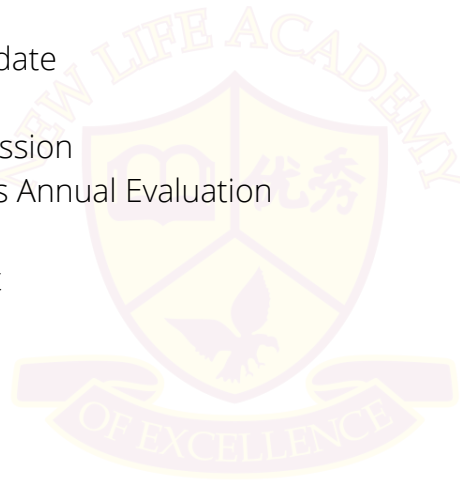 date
ssion
s Annual Evaluation
NEW LIFE ACADEMY
优秀
OF EXCELLENCE